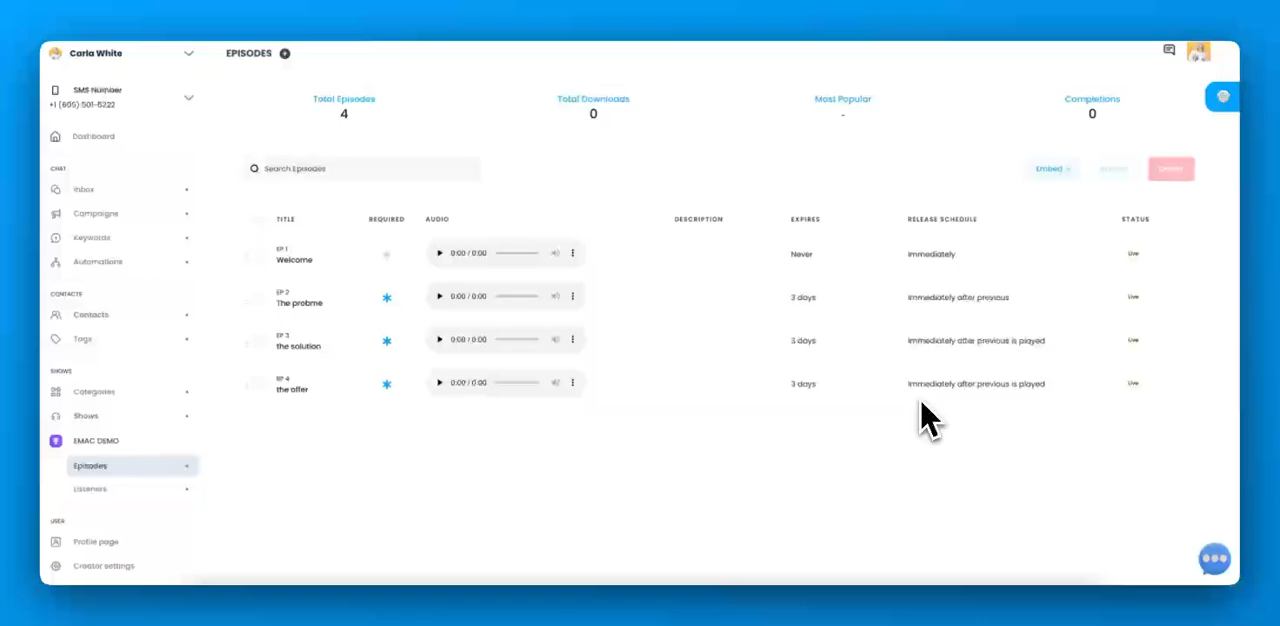 Carla White
EPISODES
SMS Number
Total Episodes
Total Downloads
Most Popular
Completions
4
0
-
0
Dashboard
CHAT
Search Episodes
Embed
Inbox
Campaigns
TITLE
REQUIRED
AUDIO
DESCRIPTION
EXPIRES
RELEASE SCHEDULE
STATUS
Keywords
EP 1
Welcome
0:00 / 0:00
Never
Immediately
Live
Automations
CONTACTS
EP 2
The probme
0:00 / 0:00
3 days
Immediately after previous
Live
Contacts
Tags
EP 3
the solution
0:00 / 0:00
3 days
Immediately after previous is played
Live
SHOWS
EP 4
the offer
0:00 / 0:00
3 days
Immediately after previous is played
Live
Categories
Shows
EMAC DEMO
Episodes
Listeners
USER
Profile page
Creator settings